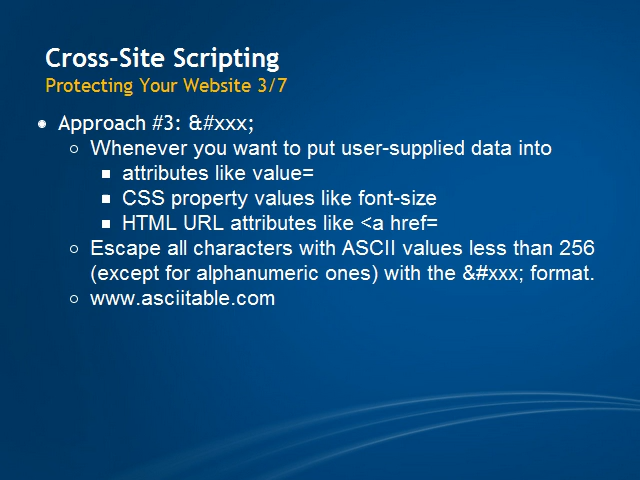 Cross-Site Scripting
Protecting Your Website 3/7
Approach #3: &#xxx;
Whenever you want to put user-supplied data into
attributes like value=
CSS property values like font-size
HTML URL attributes like <a href=
Escape all characters with ASCII values less than 256
(except for alphanumeric ones) with the &#xxx; format.
www.asciitable.com